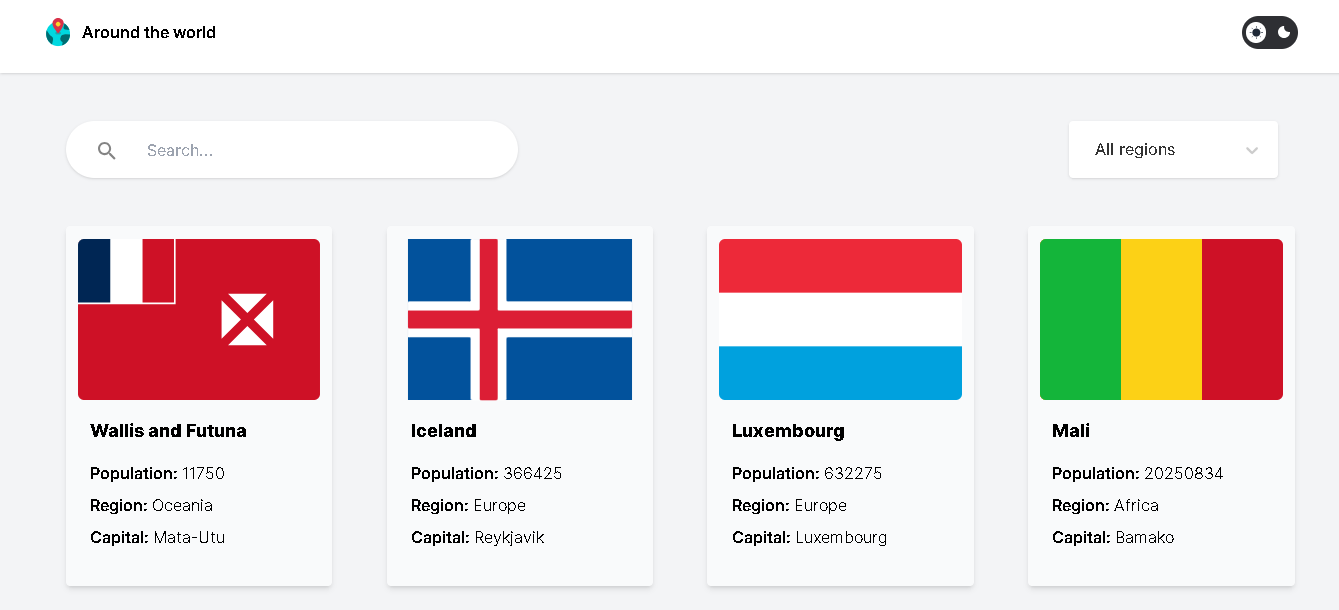 Around the world
Search...
All regions
Wallis and Futuna
Population: 11750
Region: Oceania
Capital: Mata-Utu
Iceland
Population: 366425
Region: Europe
Capital: Reykjavik
Luxembourg
Population: 632275
Region: Europe
Capital: Luxembourg
Mali
Population: 20250834
Region: Africa
Capital: Bamako